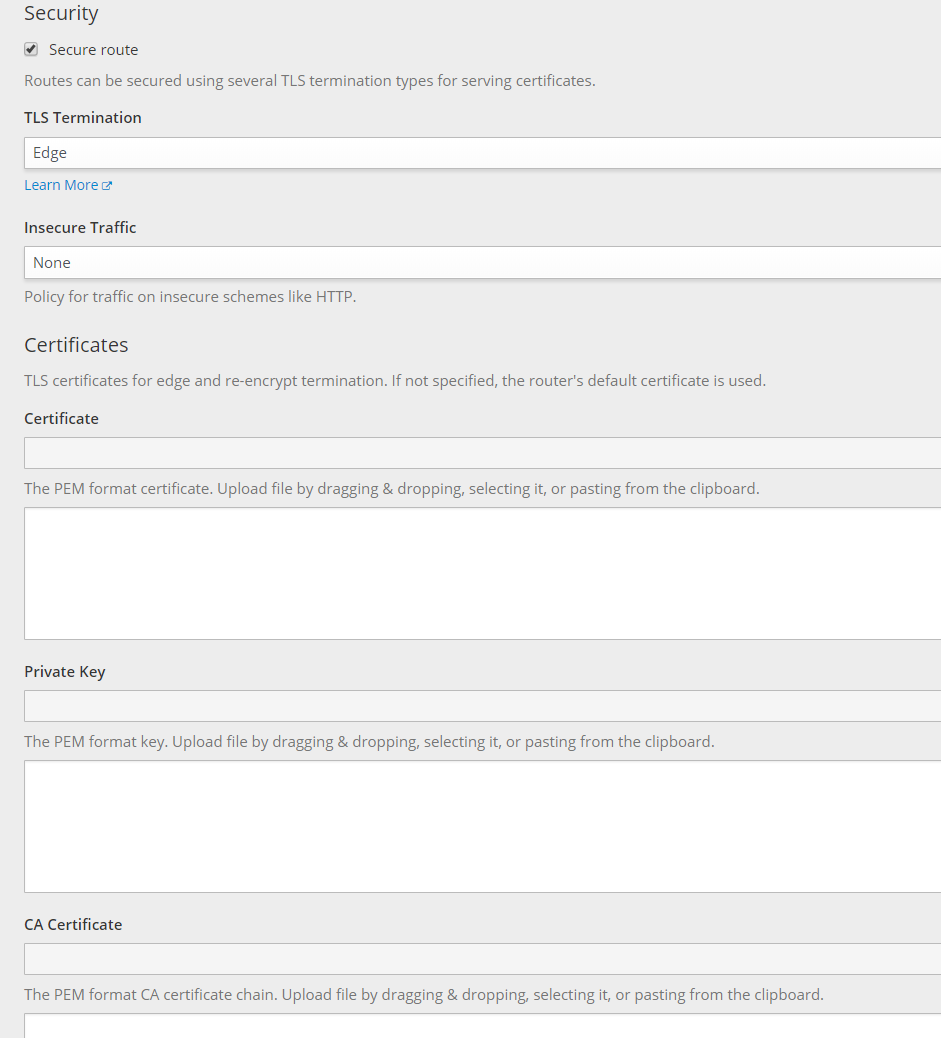 Security
Secure route
Routes can be secured using several TLS termination types for serving certificates.
TLS Termination
Edge
Learn More
Insecure Traffic
None
Policy for traffic on insecure schemes like HTTP.
Certificates
TLS certificates for edge and re-encrypt termination. If not specified, the router's default certificate is used.
Certificate
The PEM format certificate. Upload file by dragging & dropping, selecting it, or pasting from the clipboard.
Private Key
The PEM format key. Upload file by dragging & dropping, selecting it, or pasting from the clipboard.
CA Certificate
The PEM format CA certificate chain. Upload file by dragging & dropping, selecting it, or pasting from the clipboard.